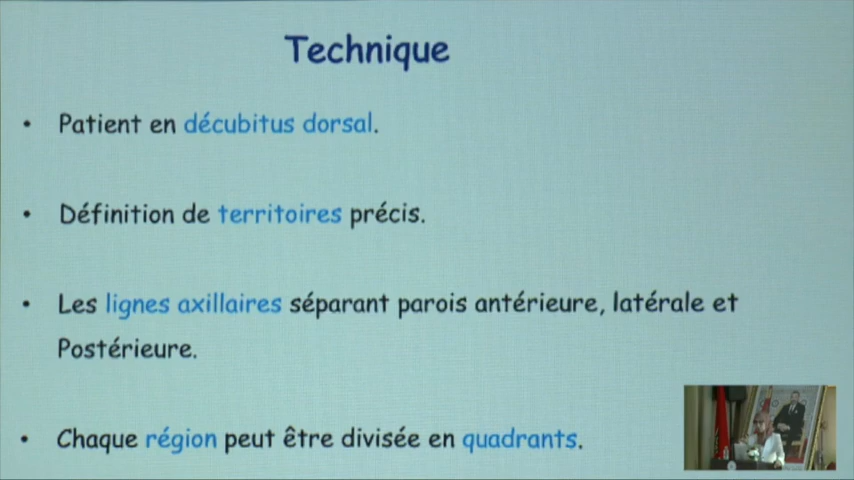 Technique
• Patient en décubitus dorsal.
• Définition de territoires précis.
• Les lignes axillaires séparant parois antérieure, latérale et
Postérieure.
• Chaque région peut être divisée en quadrants.